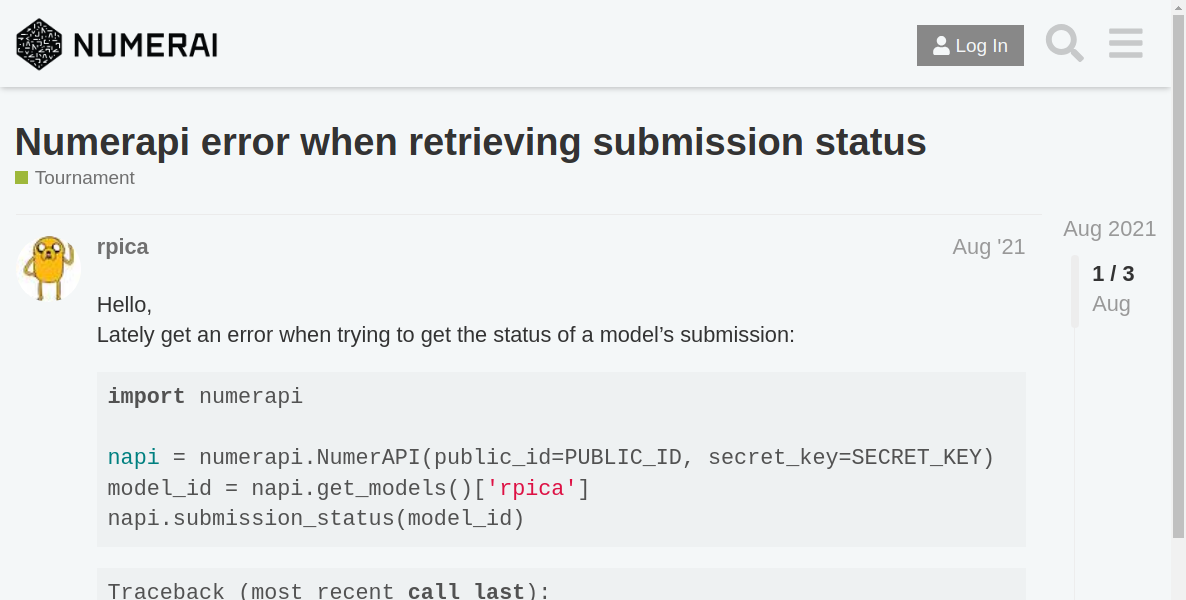 NUMERAI
Log In
Numerapi error when retrieving submission status
Tournament
rpica
Aug '21
Aug 2021
1 / 3
Aug
Hello,
Lately get an error when trying to get the status of a model’s submission:
import numerapi
napi = numerapi.NumerAPI(public_id=PUBLIC_ID, secret_key=SECRET_KEY)
model_id = napi.get_models()['rpica']
napi.submission_status(model_id)
Traceback (most recent call last):